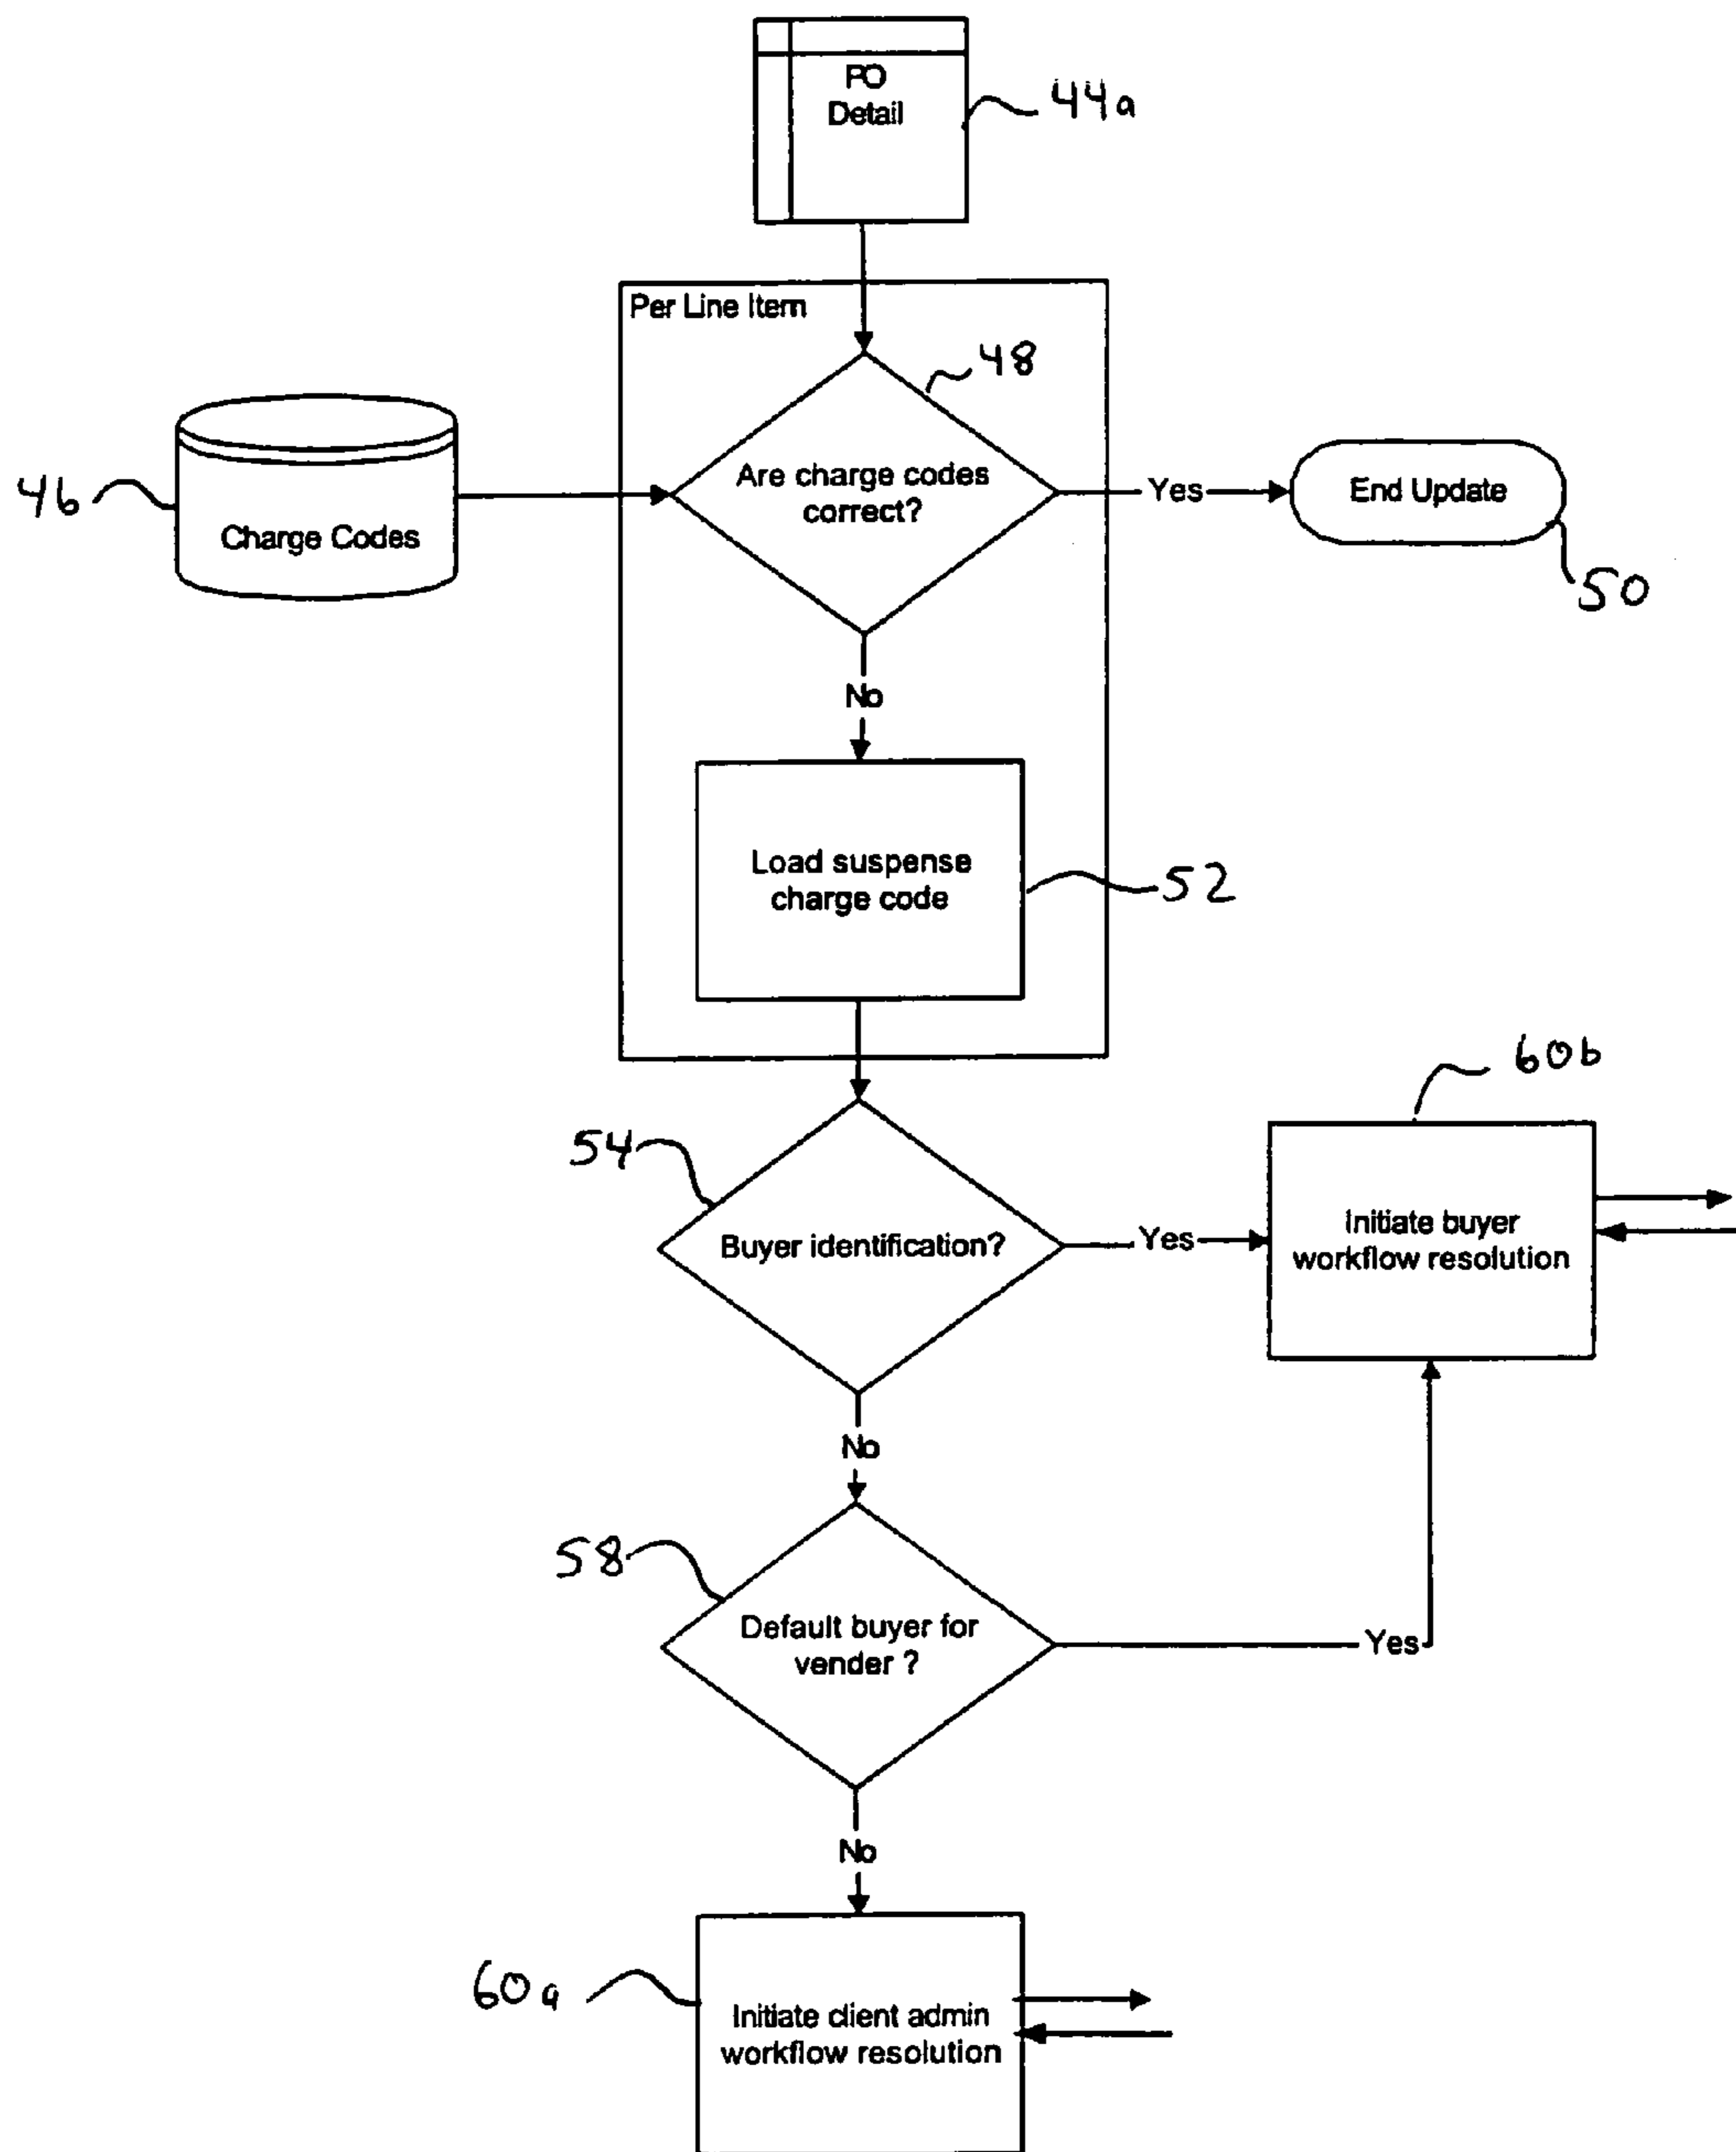 PO
Detail
44a
Per Line Item
48
46
Charge Codes
Are charge codes
correct?
Yes
End Update
50
No
Load suspense
charge code
52
60b
54
Buyer identification?
Yes
Initiate buyer
workflow resolution
No
58
Default buyer for
vender ?
Yes
No
60a
Initiate client admin
workflow resolution